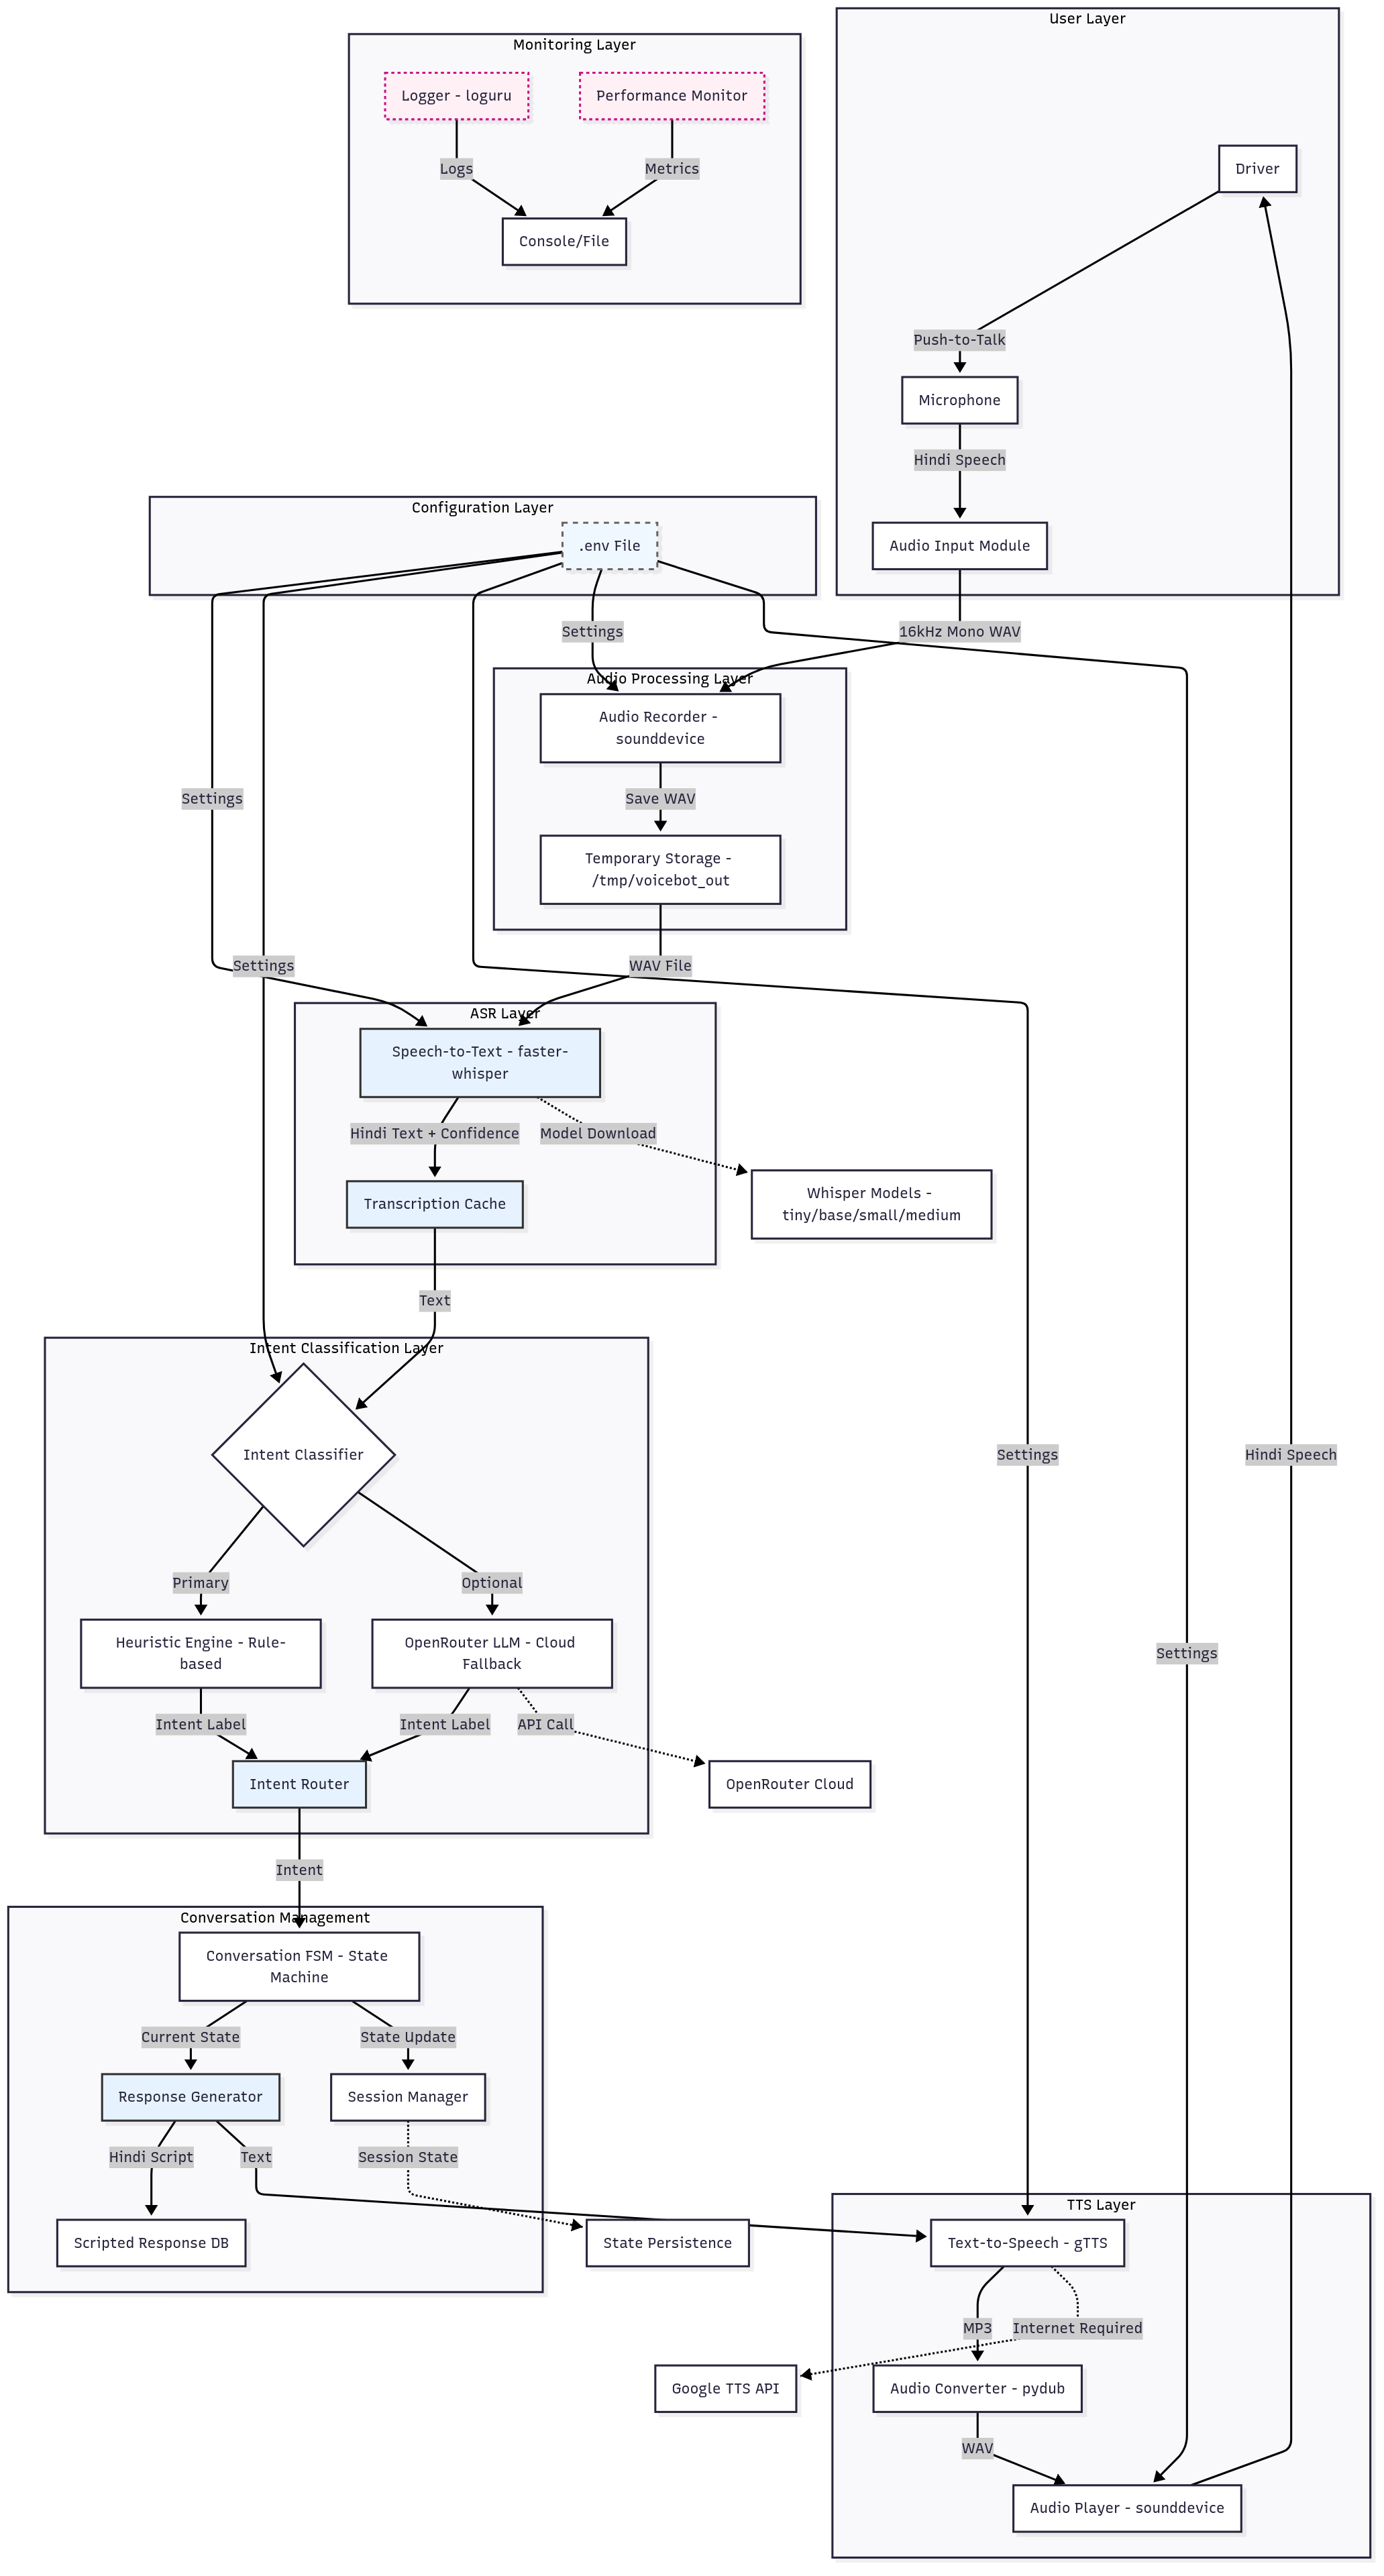 User Layer
Monitoring Layer
Logger - loguru
Performance Monitor
Logs
Metrics
Console/File
Driver
Push-to-Talk
Microphone
Hindi Speech
Audio Input Module
Configuration Layer
.env File
Settings
16kHz Mono WAV
Audio Processing Layer
Audio Recorder -
sounddevice
Settings
Save WAV
Temporary Storage -
/tmp/voicebot_out
Settings
WAV File
ASR Layer
Speech-to-Text - faster-
whisper
Hindi Text + Confidence
Model Download
Transcription Cache
Whisper Models -
tiny/base/small/medium
Text
Intent Classification Layer
Intent Classifier
Settings
Hindi Speech
Primary
Optional
Heuristic Engine - Rule-
based
OpenRouter LLM - Cloud
Fallback
Settings
Intent Label
Intent Label
API Call
Intent Router
OpenRouter Cloud
Intent
Conversation Management
Conversation FSM - State
Machine
Current State
State Update
Response Generator
Session Manager
Hindi Script
Text
Session State
TTS Layer
Scripted Response DB
State Persistence
Text-to-Speech - gTTS
MP3
Internet Required
Google TTS API
Audio Converter - pydub
WAV
Audio Player - sounddevice